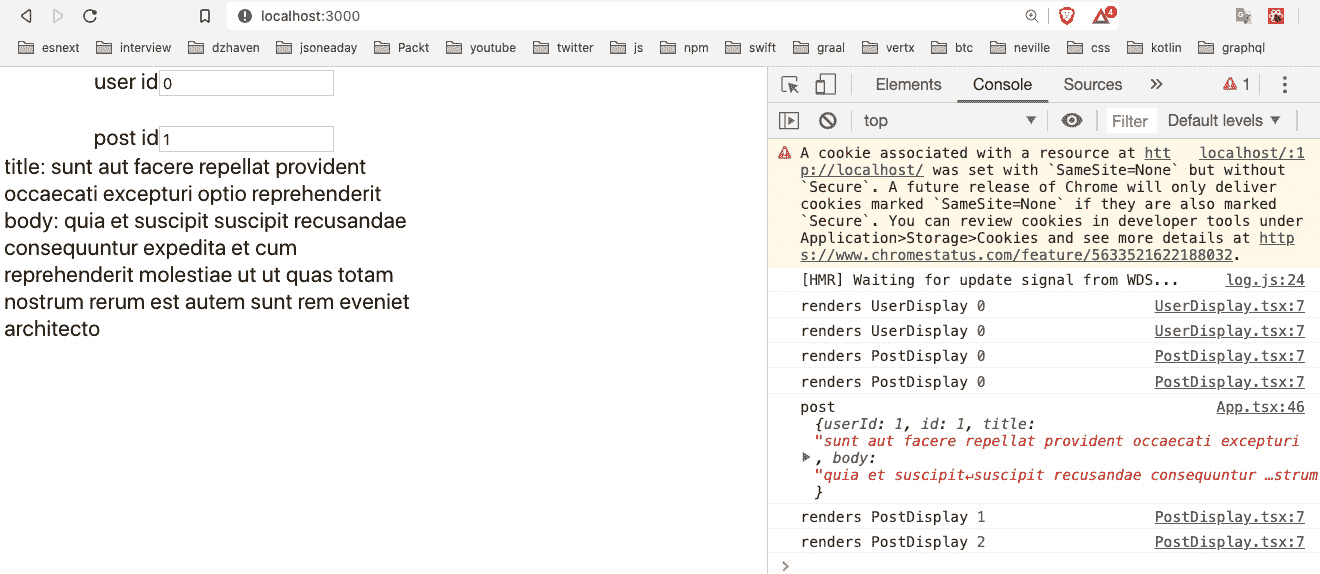 localhost:3000
4
esnext interview dzhaven jsoneaday Packt youtube twitter js npm swift graal vertx btc neville css kotlin graphql
user id 0
post id 1
title: sunt aut facere repellat provident
occaecati excepturi optio reprehenderit
body: quia et suscipit suscipit recusandae
consequuntur expedita et cum
reprehenderit molestiae ut ut quas totam
nostrum rerum est autem sunt rem eveniet
architecto
Elements Console Sources » 1
top Filter Default levels ▼
A cookie associated with a resource at htt localhost/:1
p://localhost/ was set with `SameSite=None` but without
`Secure`. A future release of Chrome will only deliver
cookies marked `SameSite=None` if they are also marked
`Secure`. You can review cookies in developer tools under
Application>Storage>Cookies and see more details at http
s://www.chromestatus.com/feature/5633521622188032.
[HMR] Waiting for update signal from WDS... log.js:24
renders UserDisplay 0 UserDisplay.tsx:7
renders UserDisplay 0 UserDisplay.tsx:7
renders PostDisplay 0 PostDisplay.tsx:7
renders PostDisplay 0 PostDisplay.tsx:7
post App.tsx:46
{userId: 1, id: 1, title:
"sunt aut facere repellat provident occaecati excepturi
, body:
"quia et suscipit↵suscipit recusandae consequuntur …strum
}
renders PostDisplay 1 PostDisplay.tsx:7
renders PostDisplay 2 PostDisplay.tsx:7
>